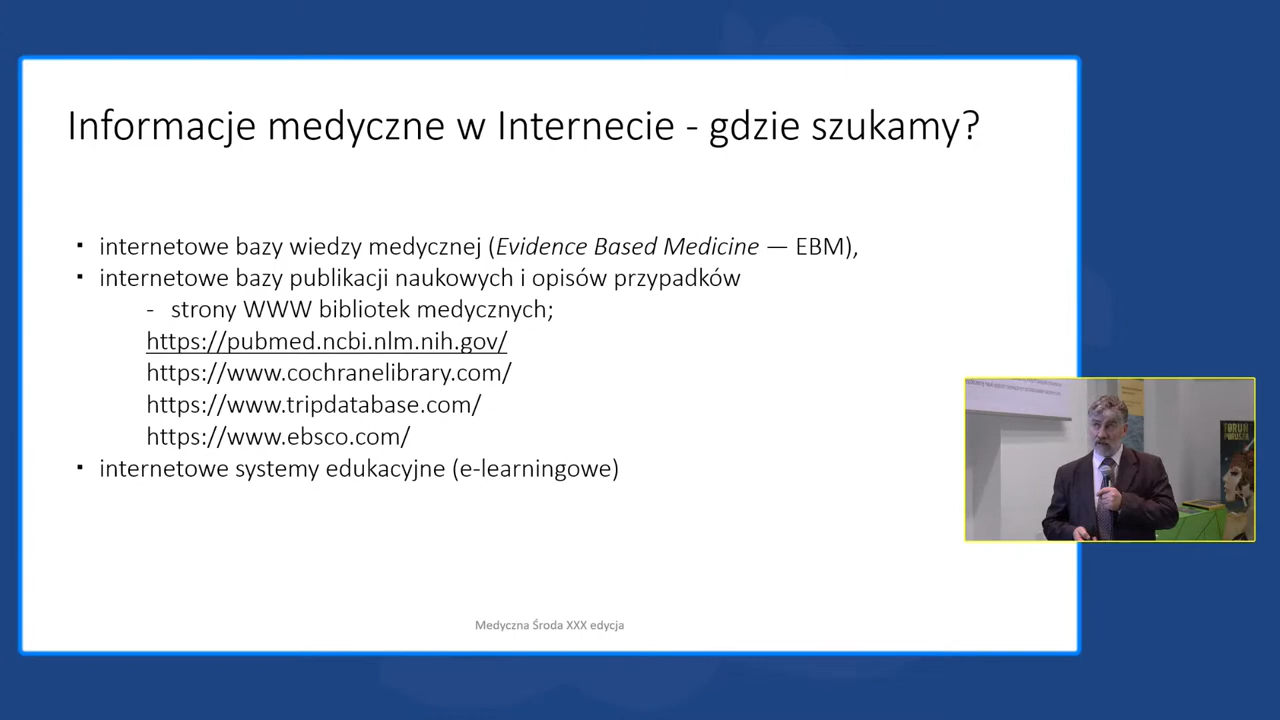 Informacje medyczne w Internecie - gdzie szukamy?
▪ internetowe bazy wiedzy medycznej (Evidence Based Medicine — EBM),
▪ internetowe bazy publikacji naukowych i opisów przypadków
- strony WWW bibliotek medycznych;
https://pubmed.ncbi.nlm.nih.gov/
https://www.cochranelibrary.com/
https://www.tripdatabase.com/
https://www.ebsco.com/
▪ internetowe systemy edukacyjne (e-learningowe)
TORUŃ
PORUSZA
Medyczna Środa XXX edycja